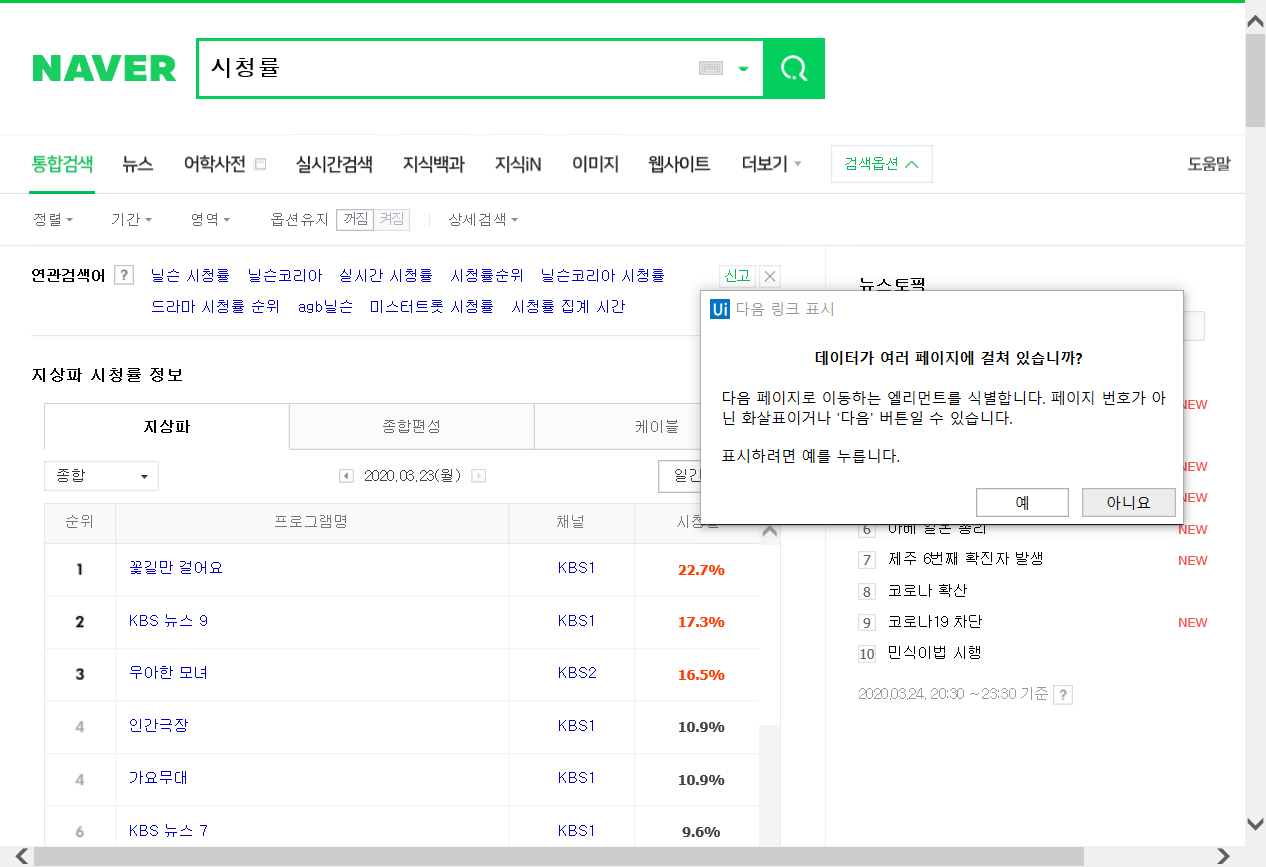 NAVER
시청률
통합검색 뉴스 어학사전 실시간검색 지식백과 지식iN 이미지 웹사이트 더보기 검색옵션 도움말
정렬 기간 영역 옵션유지 꺼짐 켜짐 상세검색
연관검색어 ? 닐슨 시청률 닐슨코리아 실시간 시청률 시청률순위 닐슨코리아 시청률 신고
드라마 시청률 순위 agb닐슨 미스터트롯 시청률 시청률 집계 시간
지상파 시청률 정보
지상파 종합편성 케이블
종합 2020.03.23(월) 일간
순위 프로그램명 채널
1 꽃길만 걸어요 KBS1 22.7%
2 KBS 뉴스 9 KBS1 17.3%
3 우아한 모녀 KBS2 16.5%
4 인간극장 KBS1 10.9%
4 가요무대 KBS1 10.9%
6 KBS 뉴스 7 KBS1 9.6%
뉴스토픽
Ui 다음 링크 표시
데이터가 여러 페이지에 걸쳐 있습니까?
다음 페이지로 이동하는 엘리먼트를 식별합니다. 페이지 번호가 아
닌 화살표이거나 '다음' 버튼일 수 있습니다.
표시하려면 예를 누릅니다.
예 아니요
NEW
NEW
NEW
6 아베 일본 총리 NEW
7 제주 6번째 확진자 발생 NEW
8 코로나 확산
9 코로나19 차단 NEW
10 민식이법 시행
2020.03.24. 20:30 ~23:30 기준 ?